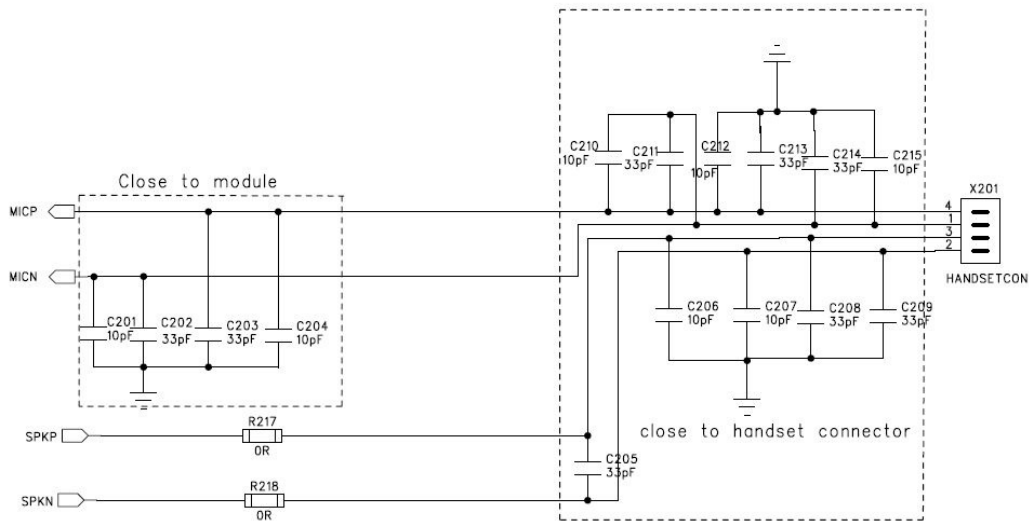 C210
10pF
C211
33pF
C212
10pF
C213
33pF
C214
33pF
C215
10pF
X201
4
1
3
2
HANDSETCON
Close to module
MICP
MICN
C201
10pF
C202
33pF
C203
33pF
C204
10pF
C206
10pF
C207
10pF
C208
33pF
C209
33pF
close to handset connector
SPKP
R217
0R
C205
33pF
SPKN
R218
0R